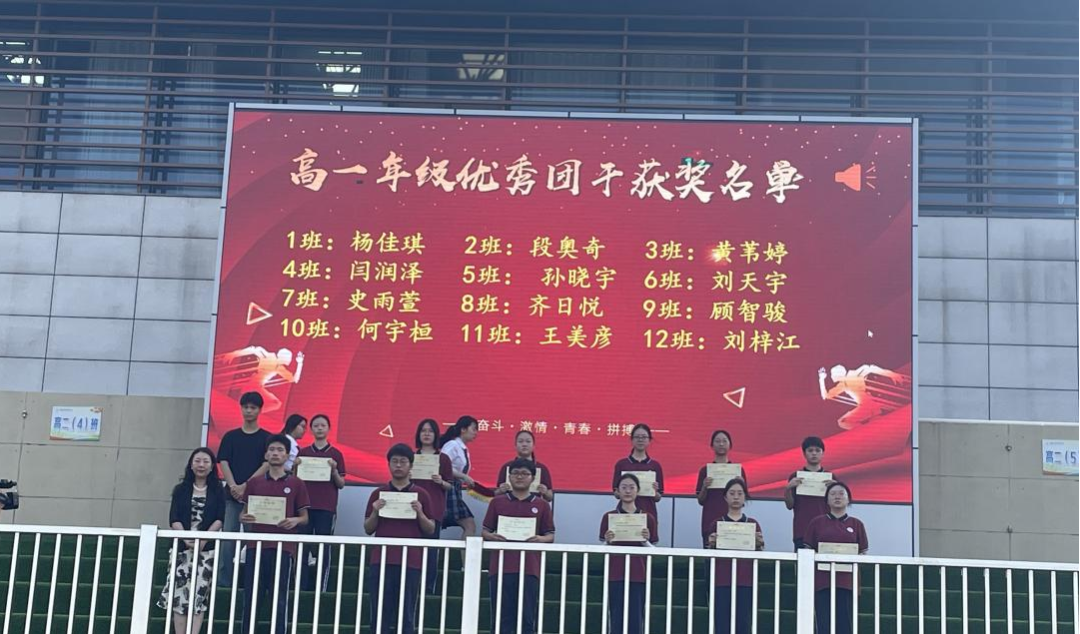 高一年级优秀团干获奖名单
1班：杨佳琪 2班：段奥奇 3班：黄苇婷
4班：闫润泽 5班：孙晓宇 6班：刘天宇
7班：史雨萱 8班：齐日悦 9班：顾智骏
10班：何宇桓 11班：王美彦 12班：刘梓江
奋斗·激情·青春·拼搏
高二（4）班
高二（5